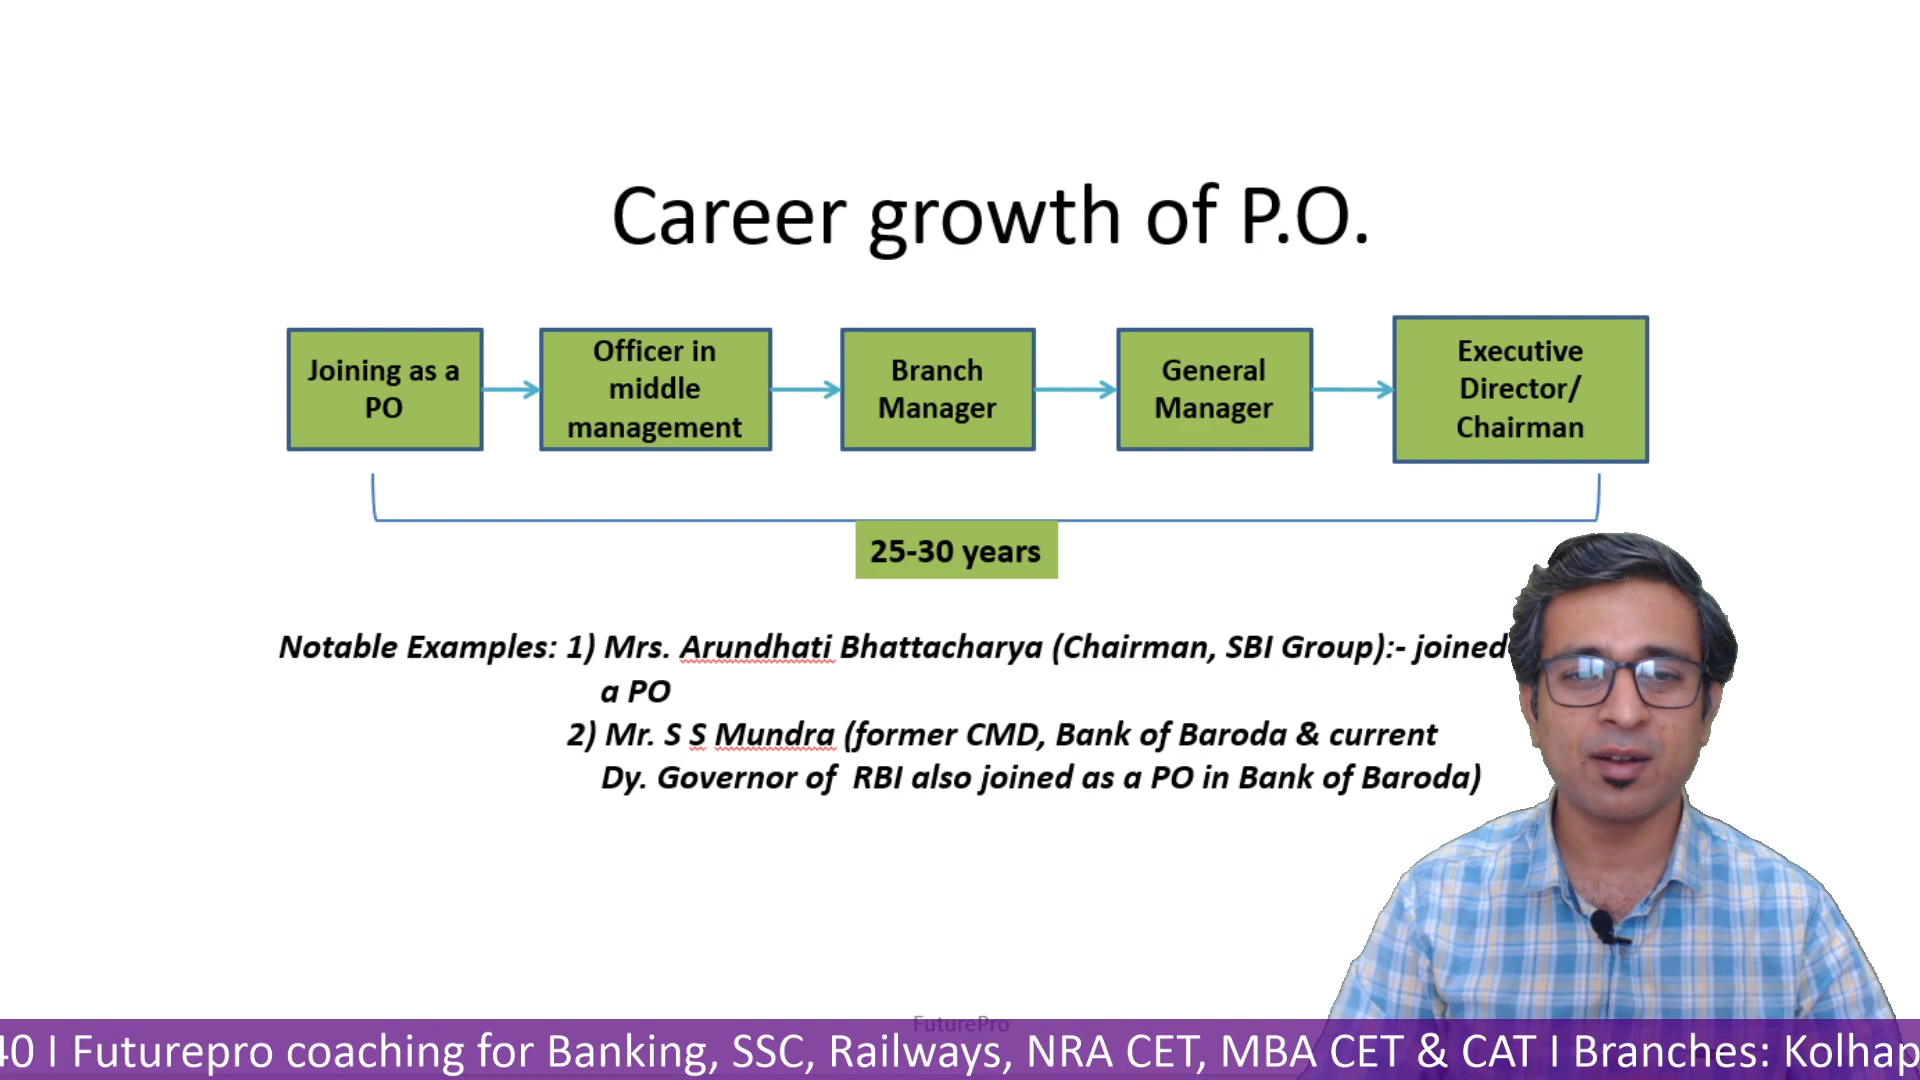 Career growth of P.O.
Joining as a
PO
Officer in
middle
management
Branch
Manager
General
Manager
Executive
Director/
Chairman
25-30 years
Notable Examples: 1) Mrs. Arundhati Bhattacharya (Chairman, SBI Group):- joined
a PO
2) Mr. S S Mundra (former CMD, Bank of Baroda & current
Dy. Governor of RBI also joined as a PO in Bank of Baroda)
FuturePro
40 I Futurepro coaching for Banking, SSC, Railways, NRA CET, MBA CET & CAT I Branches: Kolhap